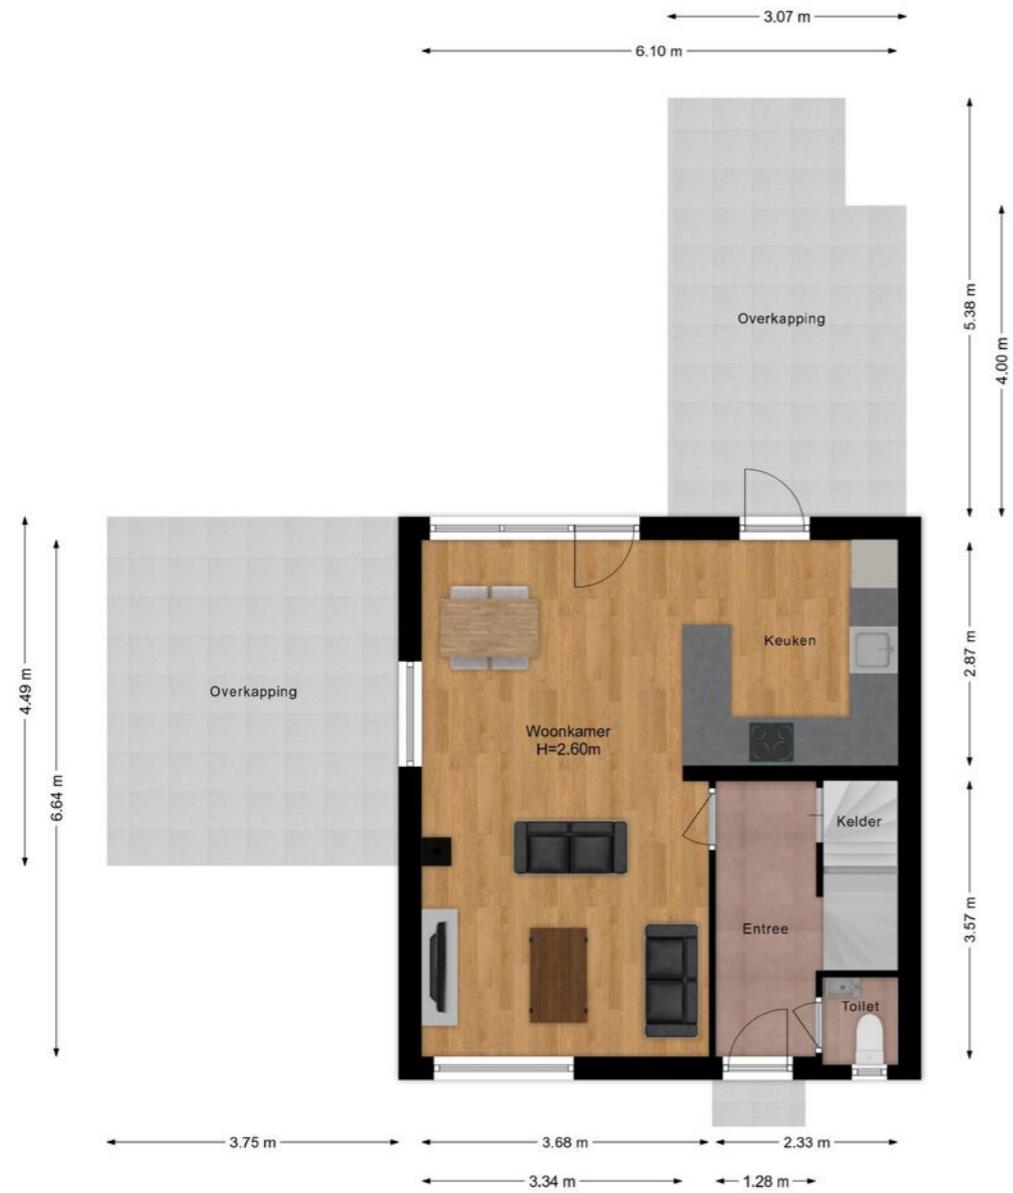 3.07 m
6.10 m
Overkapping
5.38 m
4.00 m
Overkapping
4.49 m
6.64 m
Keuken
2.87 m
Woonkamer
H=2.60m
Kelder
Entree
3.57 m
Toilet
3.75 m
3.68 m
2.33 m
3.34 m
1.28 m